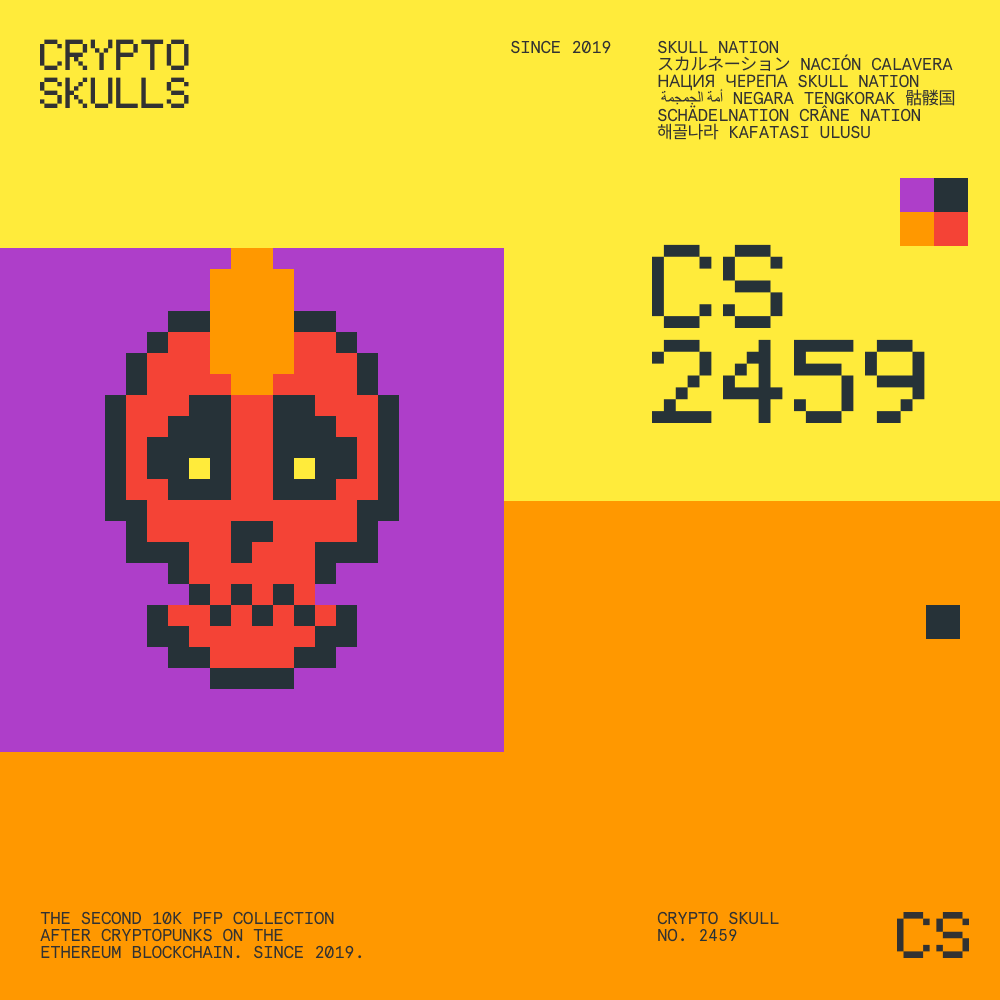 CRYPTO
SKULLS
SINCE 2019
SKULL NATION
スカルネーション NACIÓN CALAVERA
НАЦИЯ ЧЕРЕПА SKULL NATION
أمة الجمجمة NEGARA TENGKORAK 骷髅国
SCHÄDELNATION CRÂNE NATION
해골나라 KAFATASI ULUSU
CS
2459
THE SECOND 10K PFP COLLECTION
AFTER CRYPTOPUNKS ON THE
ETHEREUM BLOCKCHAIN. SINCE 2019.
CRYPTO SKULL
NO. 2459
CS